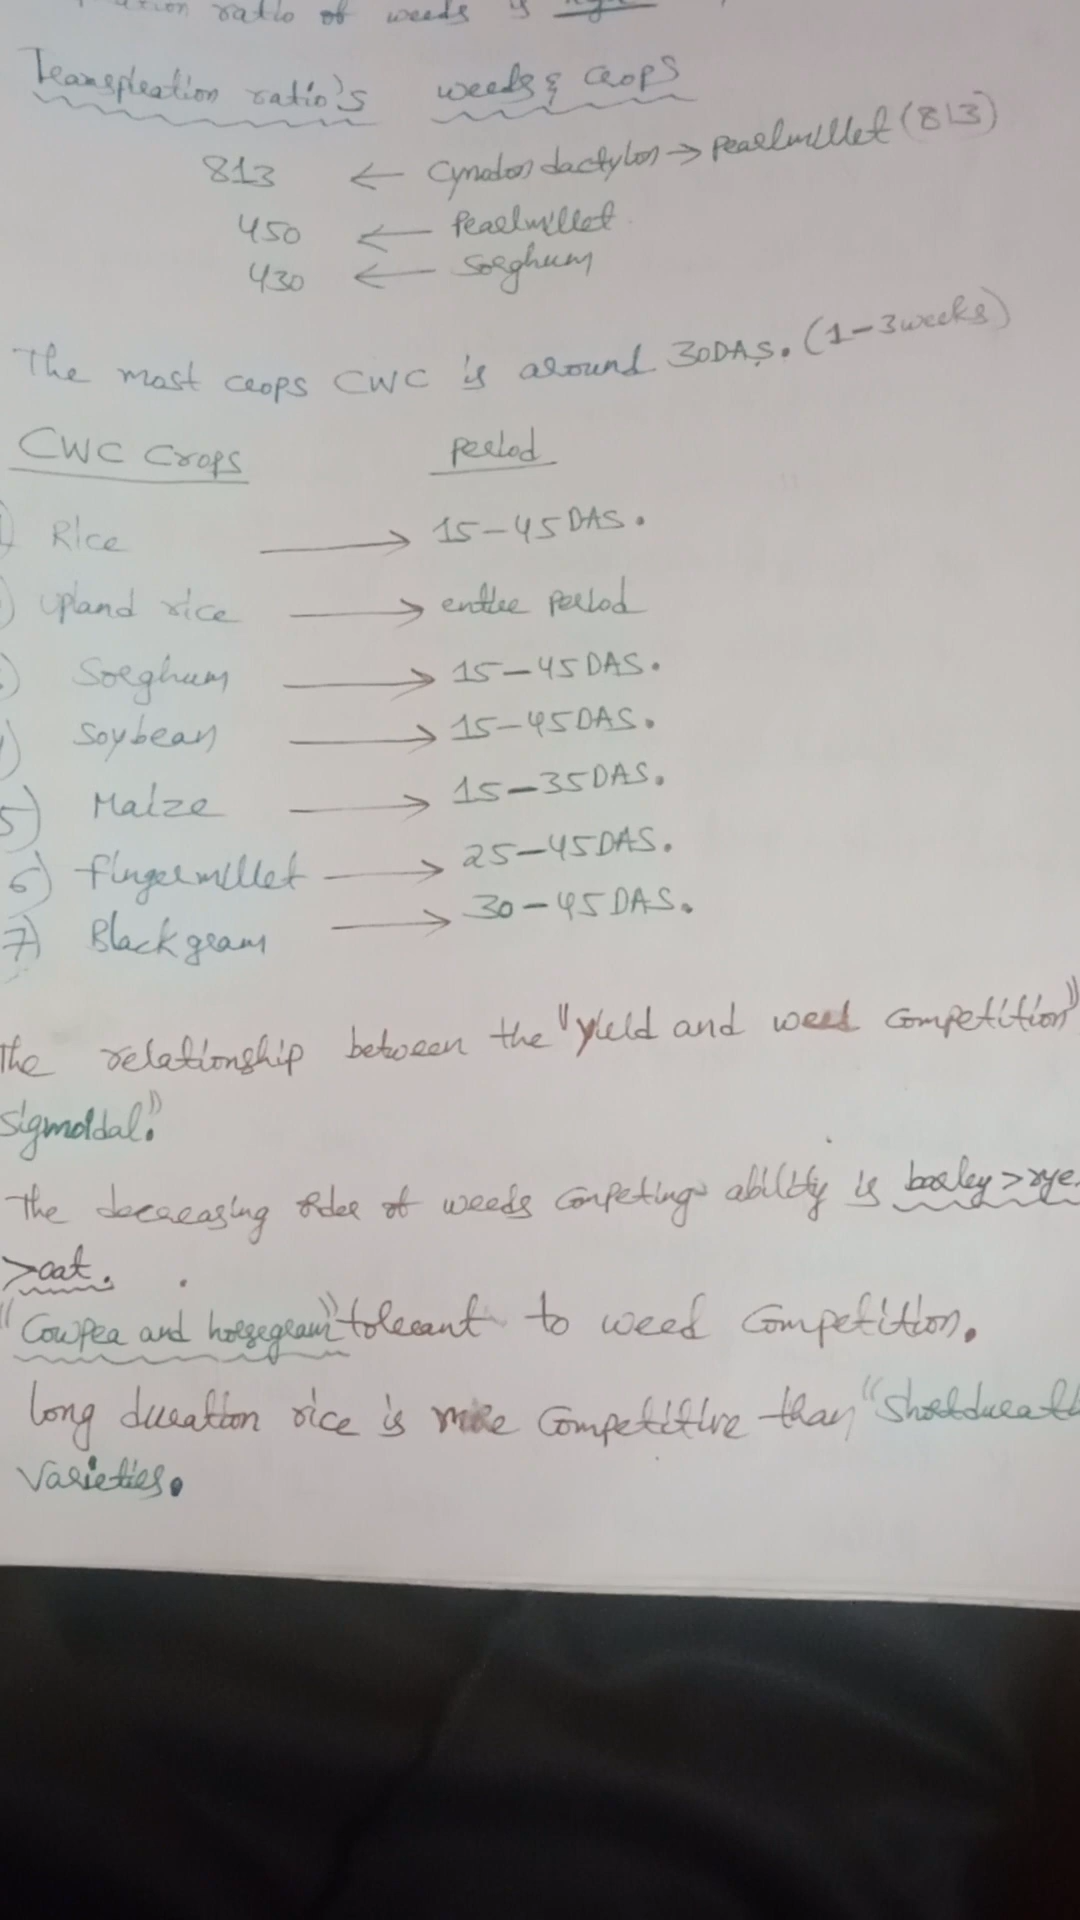 ratio of weeds is
Transpiration ratio's weeds & crops
813 ← Cynodon dactylon → Pearlmillet (813)
450 ← Pearlmillet
430 ← Sorghum
The most crops CWC is around 30DAS. (1-3 weeks)
CWC Crops Period
Rice → 15-45 DAS.
upland rice → entire period
Sorghum → 15-45 DAS.
Soybean → 15-45 DAS.
5) Maize → 15-35 DAS.
6) fingermillet → 25-45 DAS.
7) Blackgram → 30-45 DAS.
The relationship between the "yield and weed competition"
Sigmoidal."
The decreasing order of weeds competing ability is barley > rye
> oat.
"Cowpea and horsegram" tolerant to weed competition.
long duration rice is more competitive than "Shortdurati
Varieties.